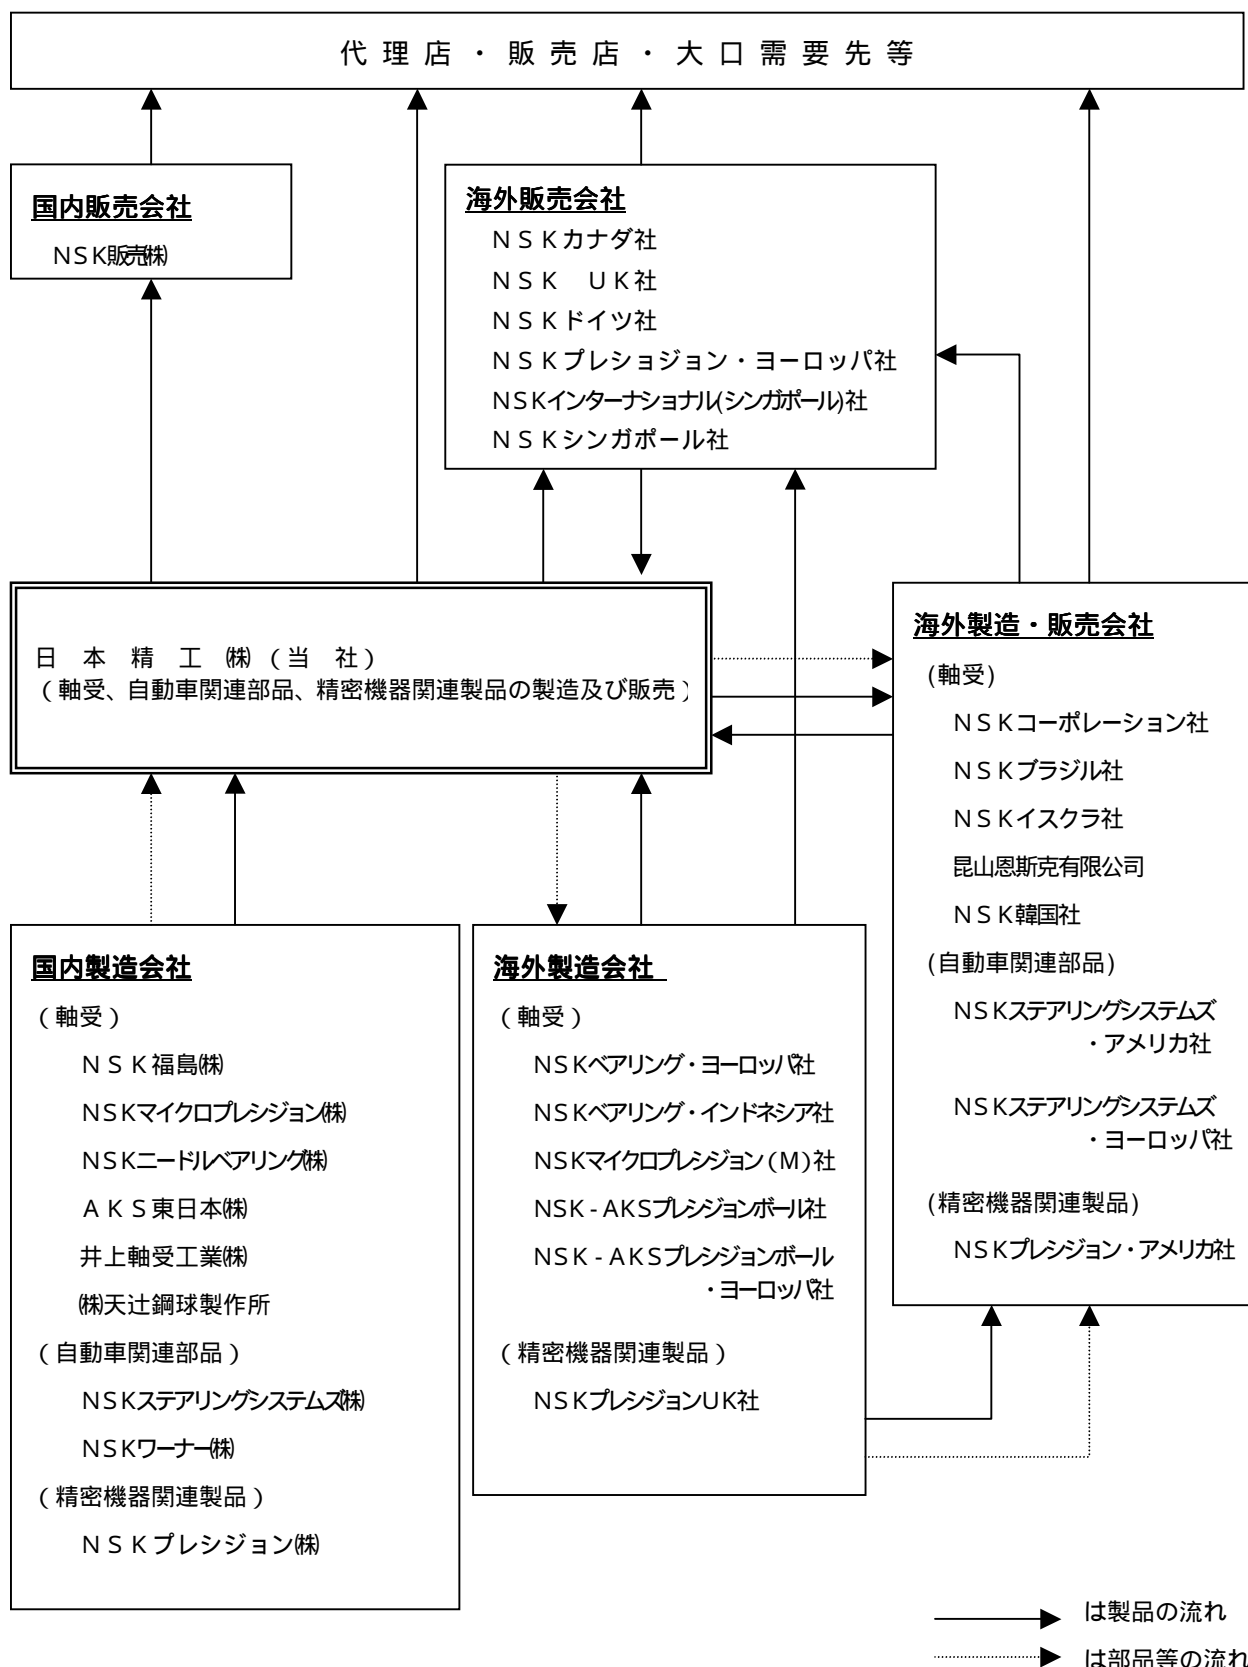 代理店・販売店・大口需要先等
国内販売会社
NSK販売㈱
海外販売会社
NSKカナダ社
NSK UK社
NSKドイツ社
NSKプレショジョン・ヨーロッパ社
NSKインターナショナル(シンガポール)社
NSKシンガポール社
日本精工㈱(当社)
(軸受、自動車関連部品、精密機器関連製品の製造及び販売)
海外製造・販売会社
(軸受)
NSKコーポレーション社
NSKブラジル社
NSKイスクラ社
昆山恩斯克有限公司
NSK韓国社
(自動車関連部品)
NSKステアリングシステムズ
・アメリカ社
NSKステアリングシステムズ
・ヨーロッパ社
(精密機器関連製品)
NSKプレシジョン・アメリカ社
国内製造会社
(軸受)
NSK福島㈱
NSKマイクロプレシジョン㈱
NSKニードルベアリング㈱
AKS東日本㈱
井上軸受工業㈱
㈱天辻鋼球製作所
(自動車関連部品)
NSKステアリングシステムズ㈱
NSKワーナー㈱
(精密機器関連製品)
NSKプレシジョン㈱
海外製造会社
(軸受)
NSKベアリング・ヨーロッパ社
NSKベアリング・インドネシア社
NSKマイクロプレシジョン(M)社
NSK-AKSプレシジョンボール社
NSK-AKSプレシジョンボール
・ヨーロッパ社
(精密機器関連製品)
NSKプレシジョンUK社
は製品の流れ
は部品等の流れ